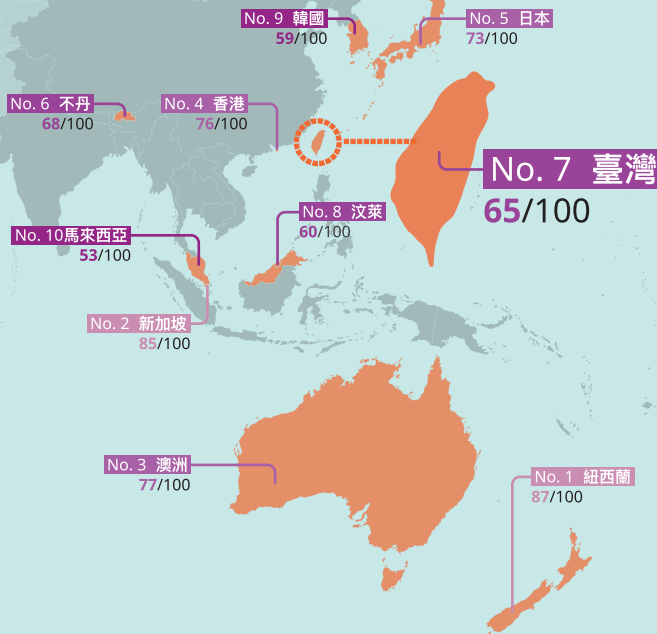 No. 9 韓國
59/100
No. 5 日本
73/100
No. 6 不丹
68/100
No. 4 香港
76/100
No. 7 臺灣
65/100
No. 8 汶萊
60/100
No. 10馬來西亞
53/100
No. 2 新加坡
85/100
No. 3 澳洲
77/100
No. 1 紐西蘭
87/100